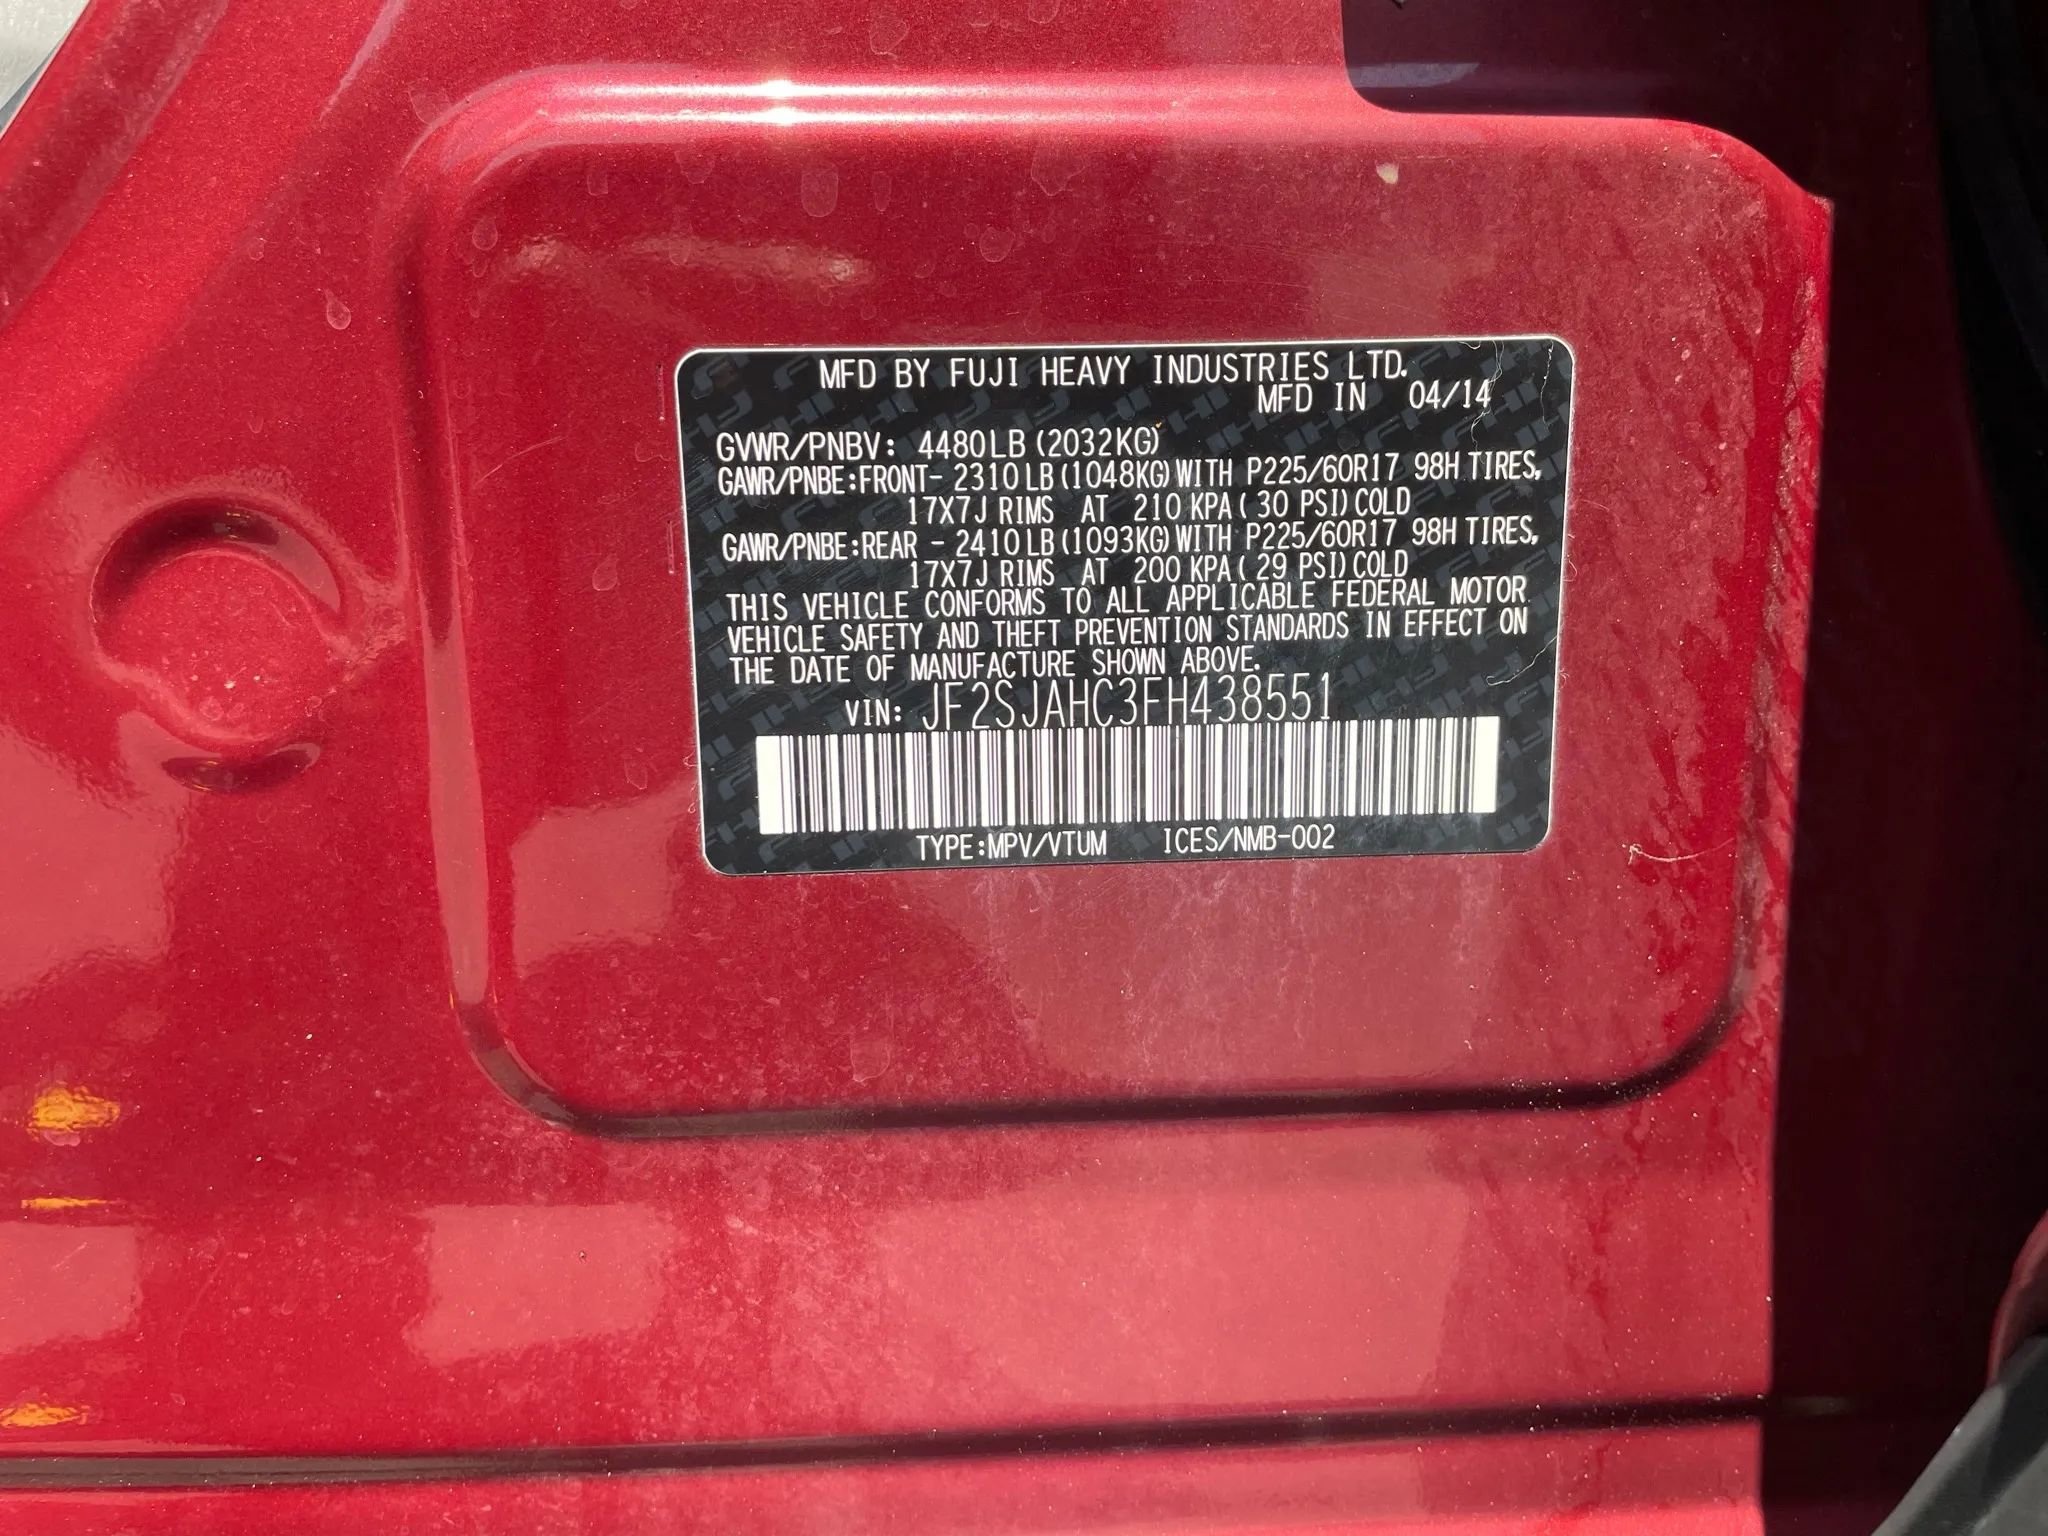 MFD BY FUJI HEAVY INDUSTRIES LTD.
MFD IN 04/14
GVWR/PNBV: 4480LB (2032KG)
GAWR/PNBE:FRONT- 2310LB (1048KG) WITH P225/60R17 98H TIRES,
17X7J RIMS AT 210 KPA ( 30 PSI) COLD
GAWR/PNBE:REAR - 2410LB (1093KG) WITH P225/60R17 98H TIRES,
17X7J RIMS AT 200 KPA ( 29 PSI) COLD
THIS VEHICLE CONFORMS TO ALL APPLICABLE FEDERAL MOTOR
VEHICLE SAFETY AND THEFT PREVENTION STANDARDS IN EFFECT ON
THE DATE OF MANUFACTURE SHOWN ABOVE.
VIN: JF2SJAHC3FH438551
TYPE:MPV/VTUM ICES/NMB-002